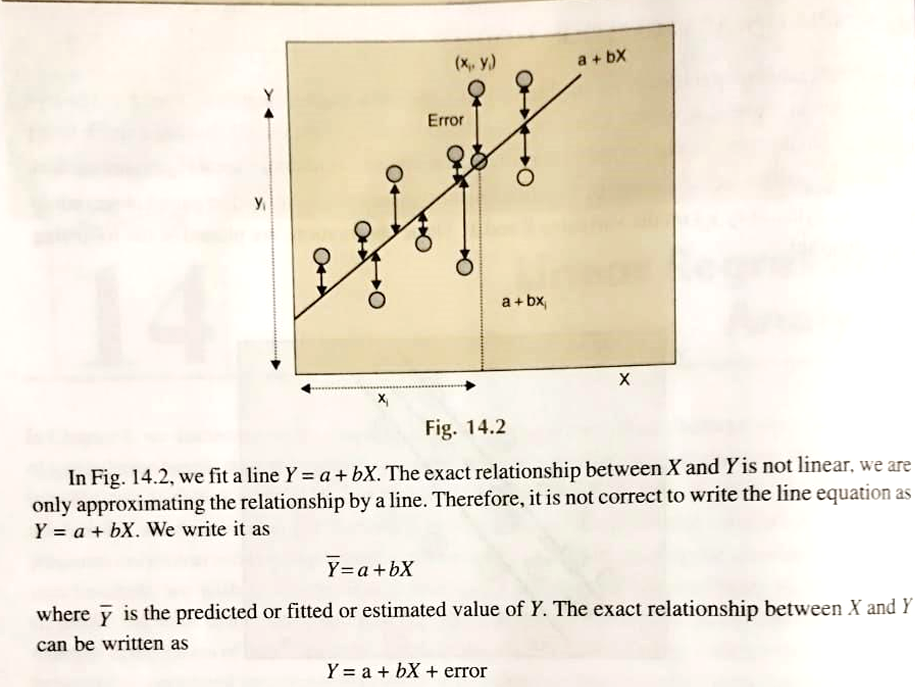 (xᵢ, yᵢ)
a + bX
Y
Error
yᵢ
a + bxᵢ
X
xᵢ
Fig. 14.2
In Fig. 14.2, we fit a line Y = a + bX. The exact relationship between X and Y is not linear, we are
only approximating the relationship by a line. Therefore, it is not correct to write the line equation as
Y = a + bX. We write it as
Y̅ = a + bX
where y̅ is the predicted or fitted or estimated value of Y. The exact relationship between X and Y
can be written as
Y = a + bX + error